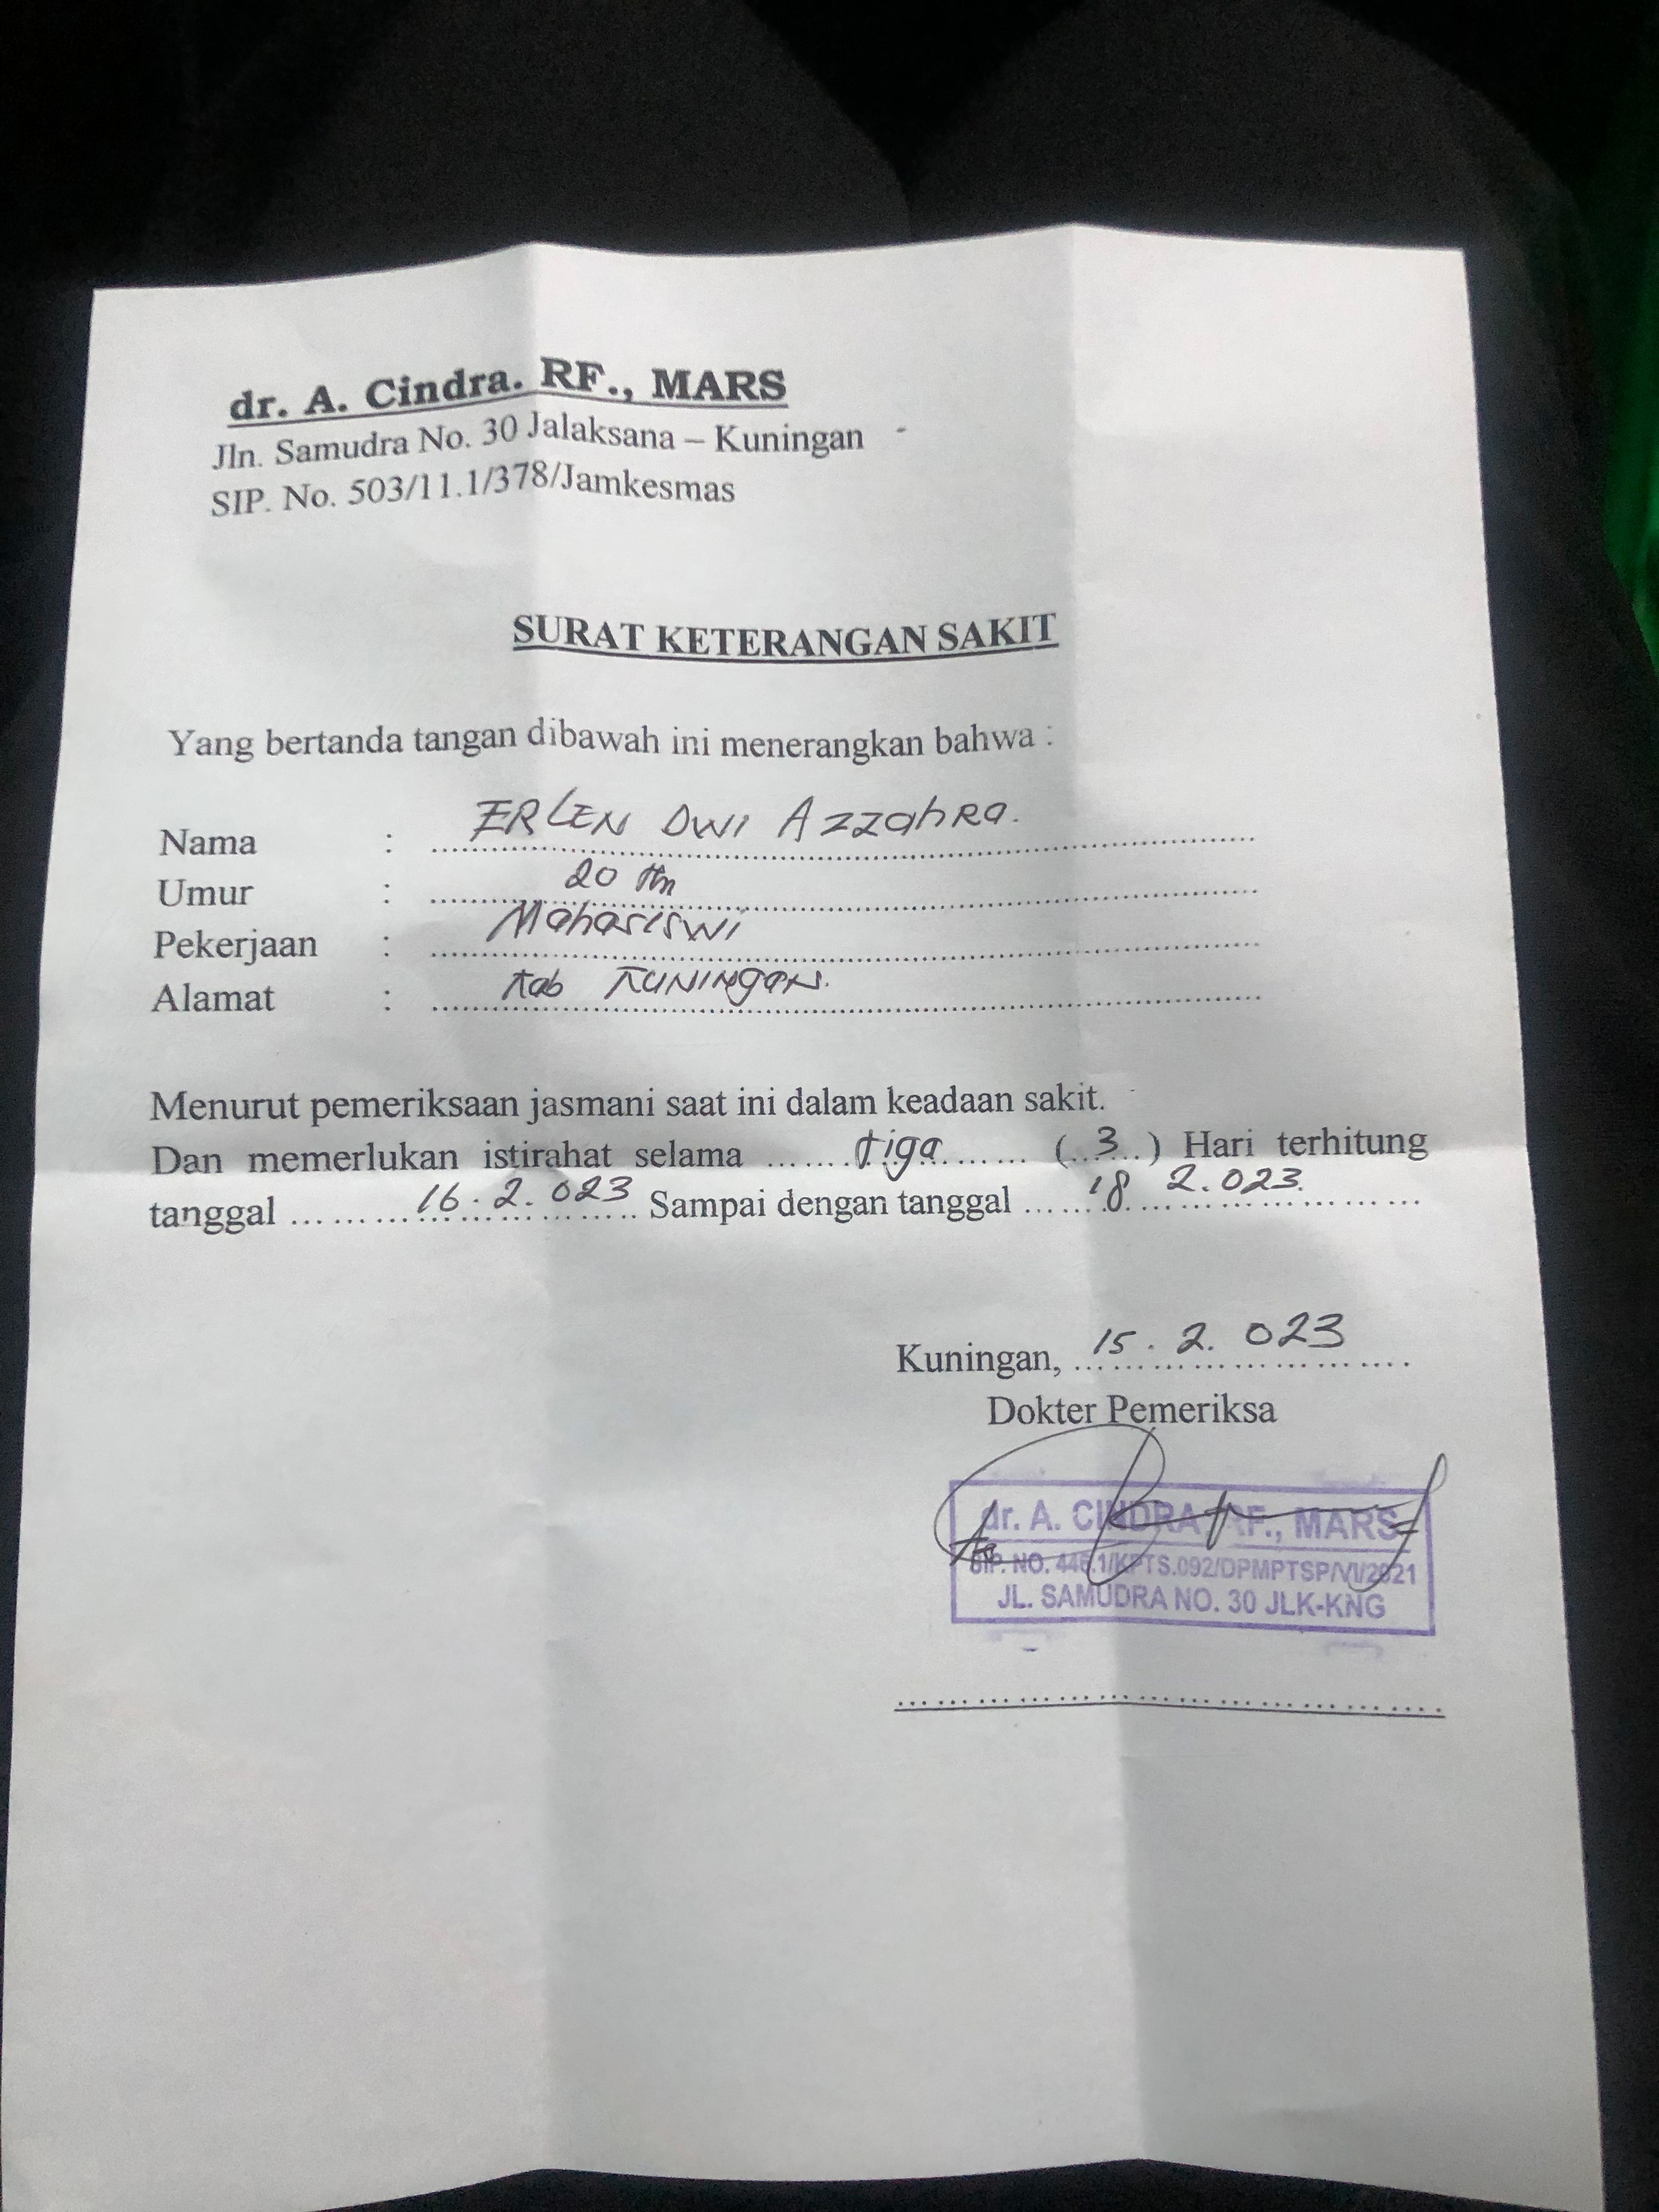 dr. A. Cindra. RF., MARS
Jln. Samudra No. 30 Jalaksana – Kuningan
SIP. No. 503/11.1/378/Jamkesmas
SURAT KETERANGAN SAKIT
Yang bertanda tangan dibawah ini menerangkan bahwa :
Nama : ERLEN DWI AzzahRa.
Umur : 20 thn
Pekerjaan : Mahasiswi
Alamat : Kab KUNINgaN.
Menurut pemeriksaan jasmani saat ini dalam keadaan sakit.
Dan memerlukan istirahat selama ....... tiga ....... (..3..) Hari terhitung
tanggal ......... 16.2.023 ......... Sampai dengan tanggal ...... 18 2.023. .........
Kuningan, 15.2.023
Dokter Pemeriksa
dr. A. CINDRA RF., MARS
SIP. NO. 446.1/KPTS.092/DPMPTSP/VI/2021
JL. SAMUDRA NO. 30 JLK-KNG